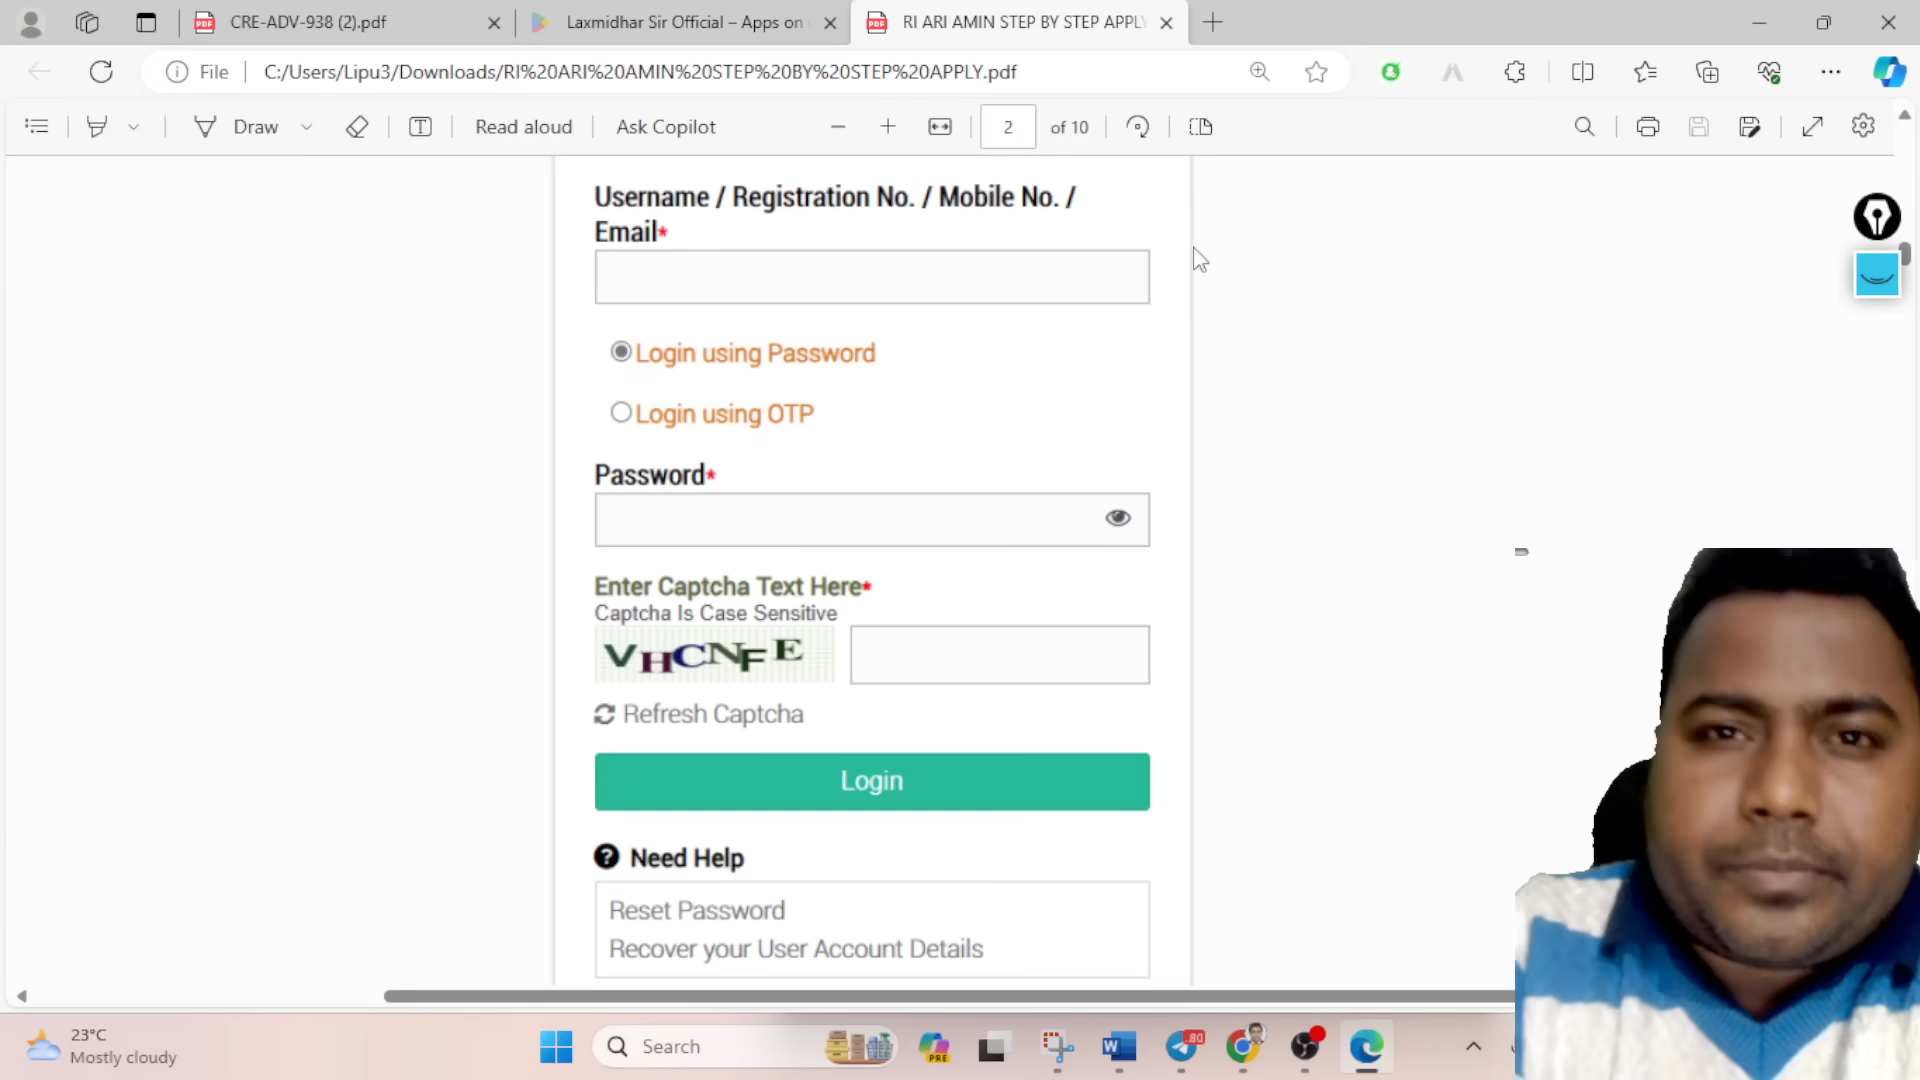 CRE-ADV-938 (2).pdf
Laxmidhar Sir Official – Apps on
RI ARI AMIN STEP BY STEP APPLY
File
C:/Users/Lipu3/Downloads/RI%20ARI%20AMIN%20STEP%20BY%20STEP%20APPLY.pdf
Draw
Read aloud
Ask Copilot
2
of 10
Username / Registration No. / Mobile No. /
Email*
Login using Password
Login using OTP
Password*
Enter Captcha Text Here*
Captcha Is Case Sensitive
VHCNFE
Refresh Captcha
Login
Need Help
Reset Password
Recover your User Account Details
23°C
Mostly cloudy
Search
PRE
W
80